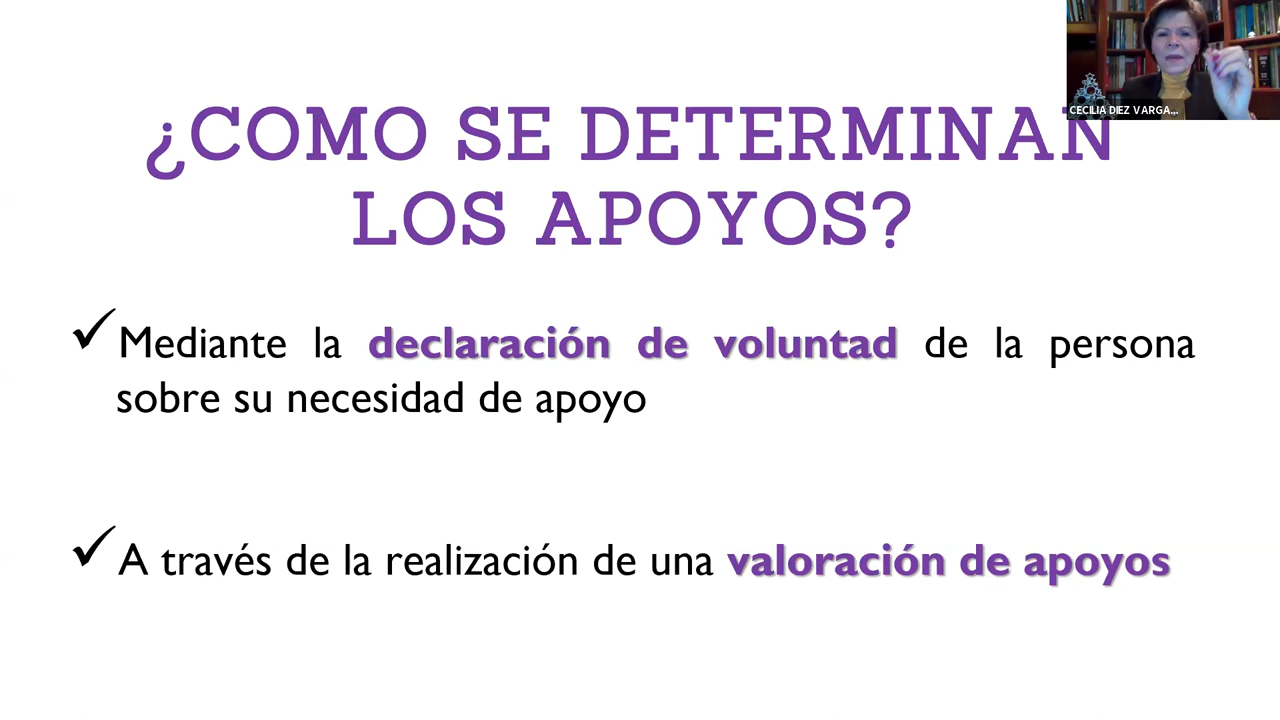 CECILIA DIEZ VARGA...
¿COMO SE DETERMINAN
LOS APOYOS?
Mediante la declaración de voluntad de la persona
sobre su necesidad de apoyo
A través de la realización de una valoración de apoyos